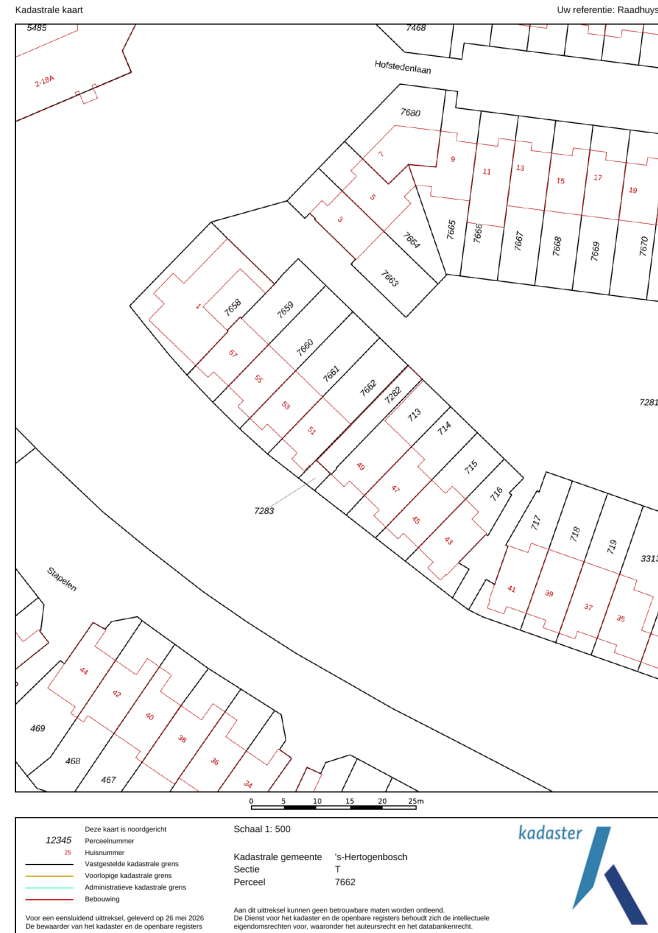 Kadastrale kaart
Uw referentie: Raadhuys
5485
7468
Hofstedenlaan
2-18A
7680
7
9
11
13
15
17
19
5
3
7664
7665
7666
7667
7668
7669
7670
7663
1
7658
7659
57
7660
55
7661
53
7662
7282
51
713
714
7281
49
715
47
716
7283
45
717
718
719
43
3313
41
39
37
35
Stapelen
44
42
40
38
36
34
469
468
467
0 5 10 15 20 25m
Deze kaart is noordgericht
12345 Perceelnummer
25 Huisnummer
Vastgestelde kadastrale grens
Voorlopige kadastrale grens
Administratieve kadastrale grens
Bebouwing
Voor een eensluidend uittreksel, geleverd op 26 mei 2026
De bewaarder van het kadaster en de openbare registers
Schaal 1: 500
Kadastrale gemeente 's-Hertogenbosch
Sectie T
Perceel 7662
Aan dit uittreksel kunnen geen betrouwbare maten worden ontleend.
De Dienst voor het kadaster en de openbare registers behoudt zich de intellectuele
eigendomsrechten voor, waaronder het auteursrecht en het databankenrecht.
kadaster